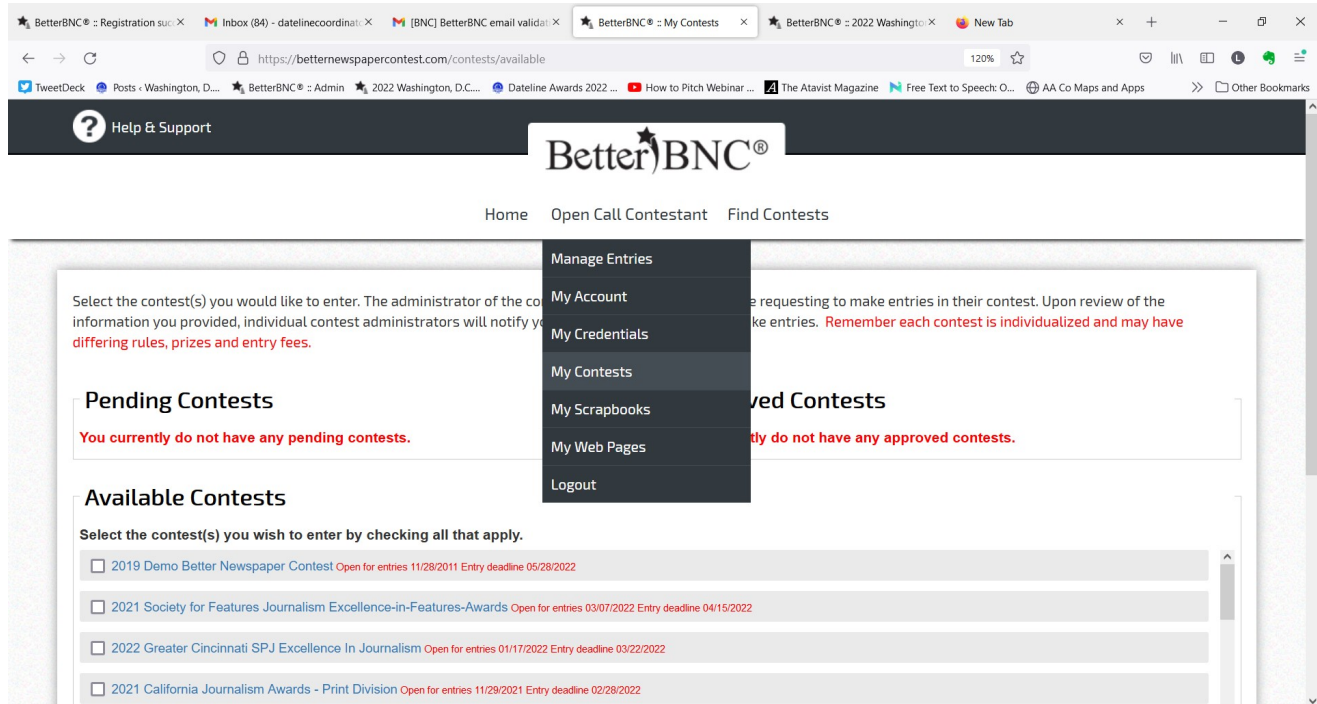 BetterBNC® :: Registration succ
Inbox (84) - datelinecoordinato
[BNC] BetterBNC email validati
BetterBNC® :: My Contests
BetterBNC® :: 2022 Washington
New Tab
https://betternewspapercontest.com/contests/available
120%
TweetDeck
Posts ‹ Washington, D....
BetterBNC® :: Admin
2022 Washington, D.C....
Dateline Awards 2022 ...
How to Pitch Webinar ...
The Atavist Magazine
Free Text to Speech: O...
AA Co Maps and Apps
Other Bookmarks
Help & Support
BetterBNC®
Home Open Call Contestant Find Contests
Manage Entries
My Account
My Credentials
My Contests
My Scrapbooks
My Web Pages
Logout
Select the contest(s) you would like to enter. The administrator of the co e requesting to make entries in their contest. Upon review of the
information you provided, individual contest administrators will notify y ke entries. Remember each contest is individualized and may have
differing rules, prizes and entry fees.
Pending Contests
You currently do not have any pending contests.
ved Contests
tly do not have any approved contests.
Available Contests
Select the contest(s) you wish to enter by checking all that apply.
2019 Demo Better Newspaper Contest Open for entries 11/28/2011 Entry deadline 05/28/2022
2021 Society for Features Journalism Excellence-in-Features-Awards Open for entries 03/07/2022 Entry deadline 04/15/2022
2022 Greater Cincinnati SPJ Excellence In Journalism Open for entries 01/17/2022 Entry deadline 03/22/2022
2021 California Journalism Awards - Print Division Open for entries 11/29/2021 Entry deadline 02/28/2022